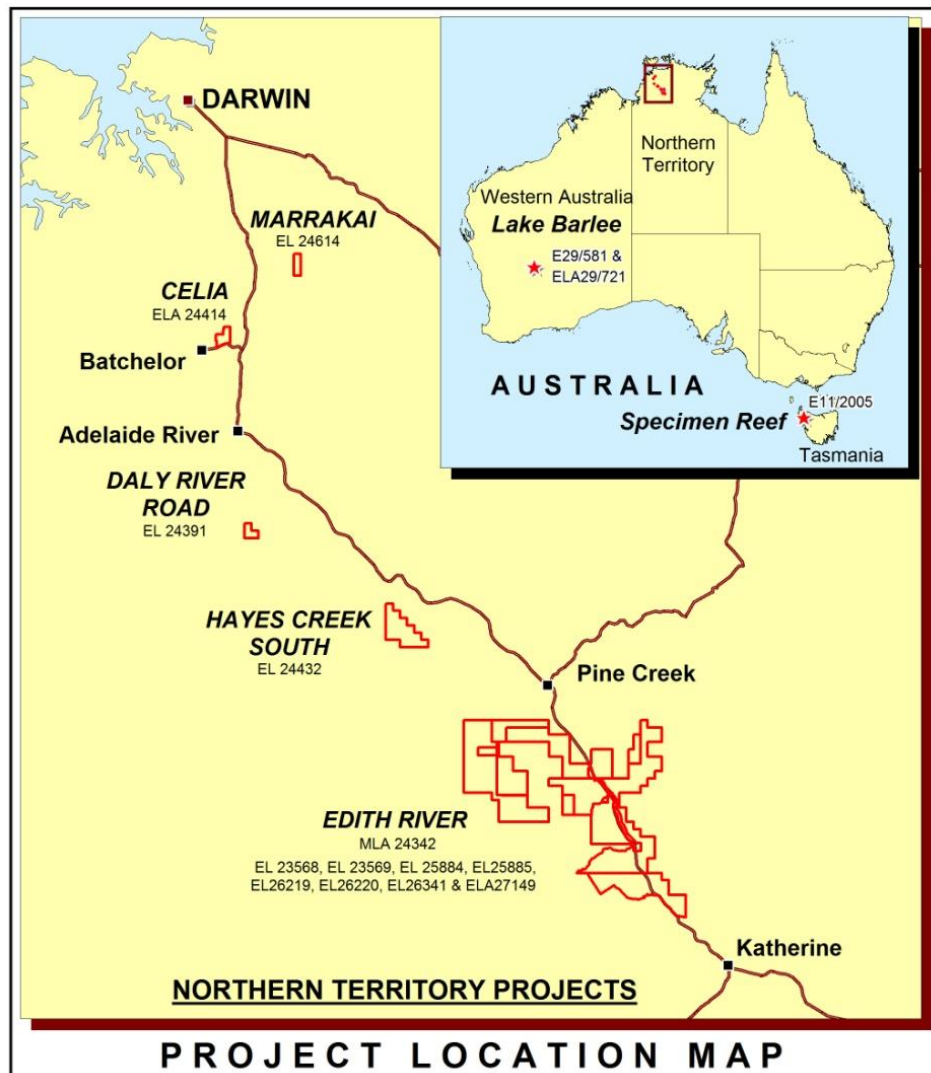 DARWIN
MARRAKAI
EL 24614
CELIA
ELA 24414
Batchelor
Adelaide River
DALY RIVER
ROAD
EL 24391
HAYES CREEK
SOUTH
EL 24432
Pine Creek
EDITH RIVER
MLA 24342
EL 23568, EL 23569, EL 25884, EL25885,
EL26219, EL26220, EL26341 & ELA27149
Katherine
NORTHERN TERRITORY PROJECTS
Northern
Territory
Western Australia
Lake Barlee
E29/581 &
ELA29/721
AUSTRALIA
E11/2005
Specimen Reef
Tasmania
PROJECT LOCATION MAP